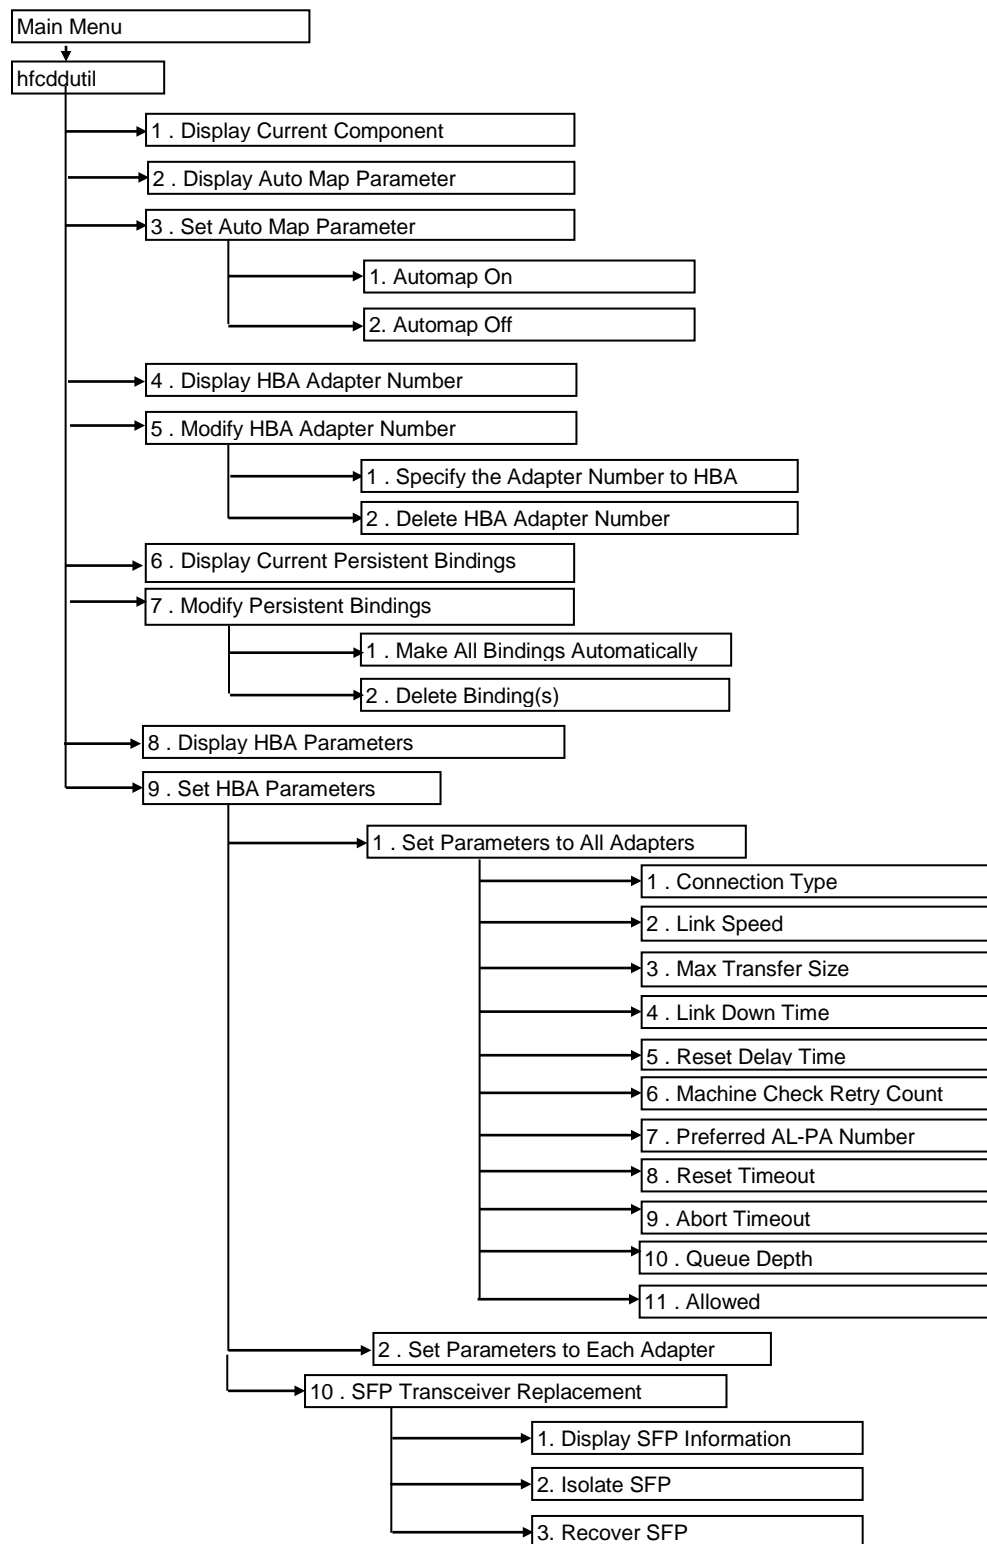 Main Menu
hfcddutil
1 . Display Current Component
2 . Display Auto Map Parameter
3 . Set Auto Map Parameter
1. Automap On
2. Automap Off
4 . Display HBA Adapter Number
5 . Modify HBA Adapter Number
1 . Specify the Adapter Number to HBA
2 . Delete HBA Adapter Number
6 . Display Current Persistent Bindings
7 . Modify Persistent Bindings
1 . Make All Bindings Automatically
2 . Delete Binding(s)
8 . Display HBA Parameters
9 . Set HBA Parameters
1 . Set Parameters to All Adapters
1 . Connection Type
2 . Link Speed
3 . Max Transfer Size
4 . Link Down Time
5 . Reset Delay Time
6 . Machine Check Retry Count
7 . Preferred AL-PA Number
8 . Reset Timeout
9 . Abort Timeout
10 . Queue Depth
11 . Allowed
2 . Set Parameters to Each Adapter
10 . SFP Transceiver Replacement
1. Display SFP Information
2. Isolate SFP
3. Recover SFP